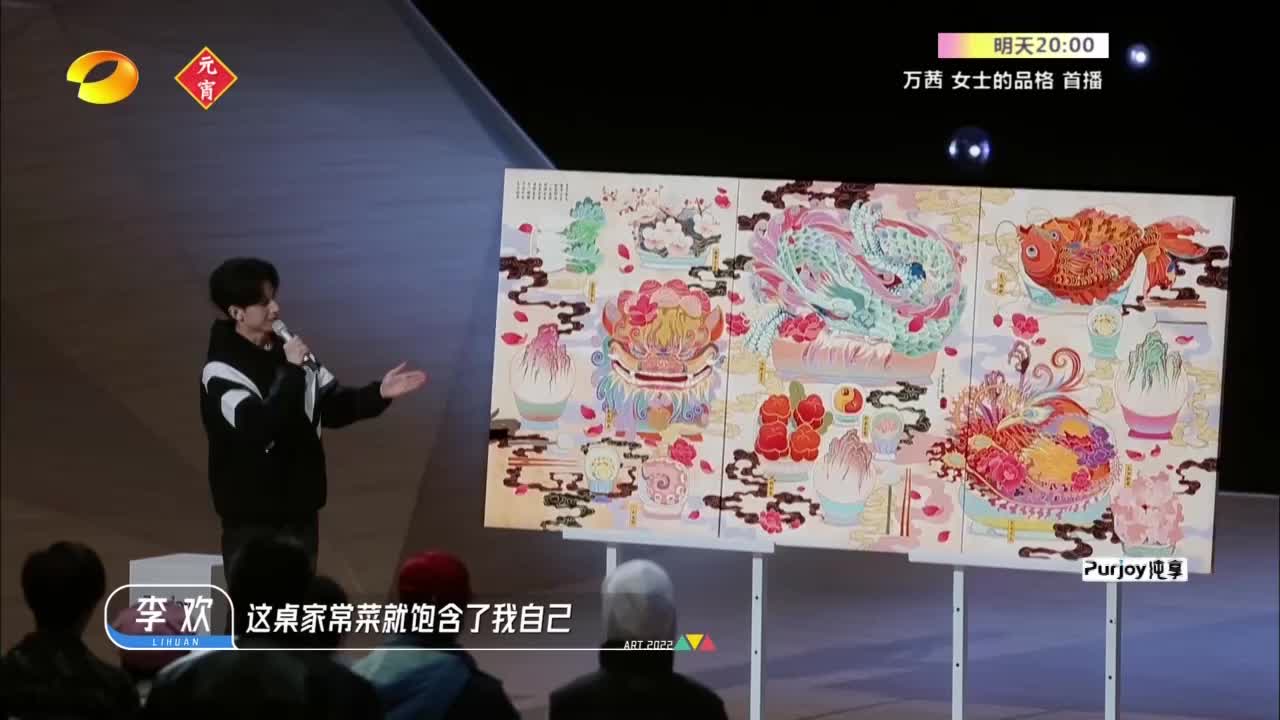 元宵
明天20:00
万茜 女士的品格 首播
Purjoy纯享
李欢
LIHUAN
这桌家常菜就饱含了我自己
ART 2022